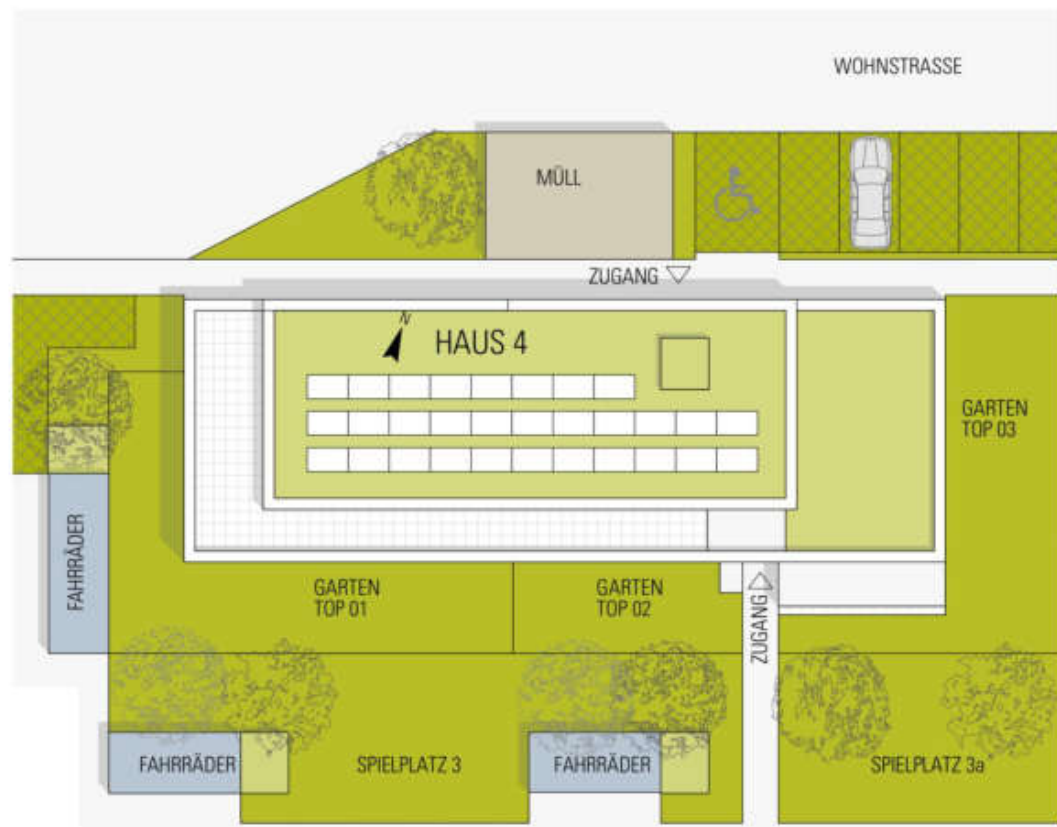 WOHNSTRASSE
MÜLL
ZUGANG
N
HAUS 4
GARTEN
TOP 03
FAHRRÄDER
GARTEN
TOP 01
GARTEN
TOP 02
ZUGANG
FAHRRÄDER
SPIELPLATZ 3
FAHRRÄDER
SPIELPLATZ 3a